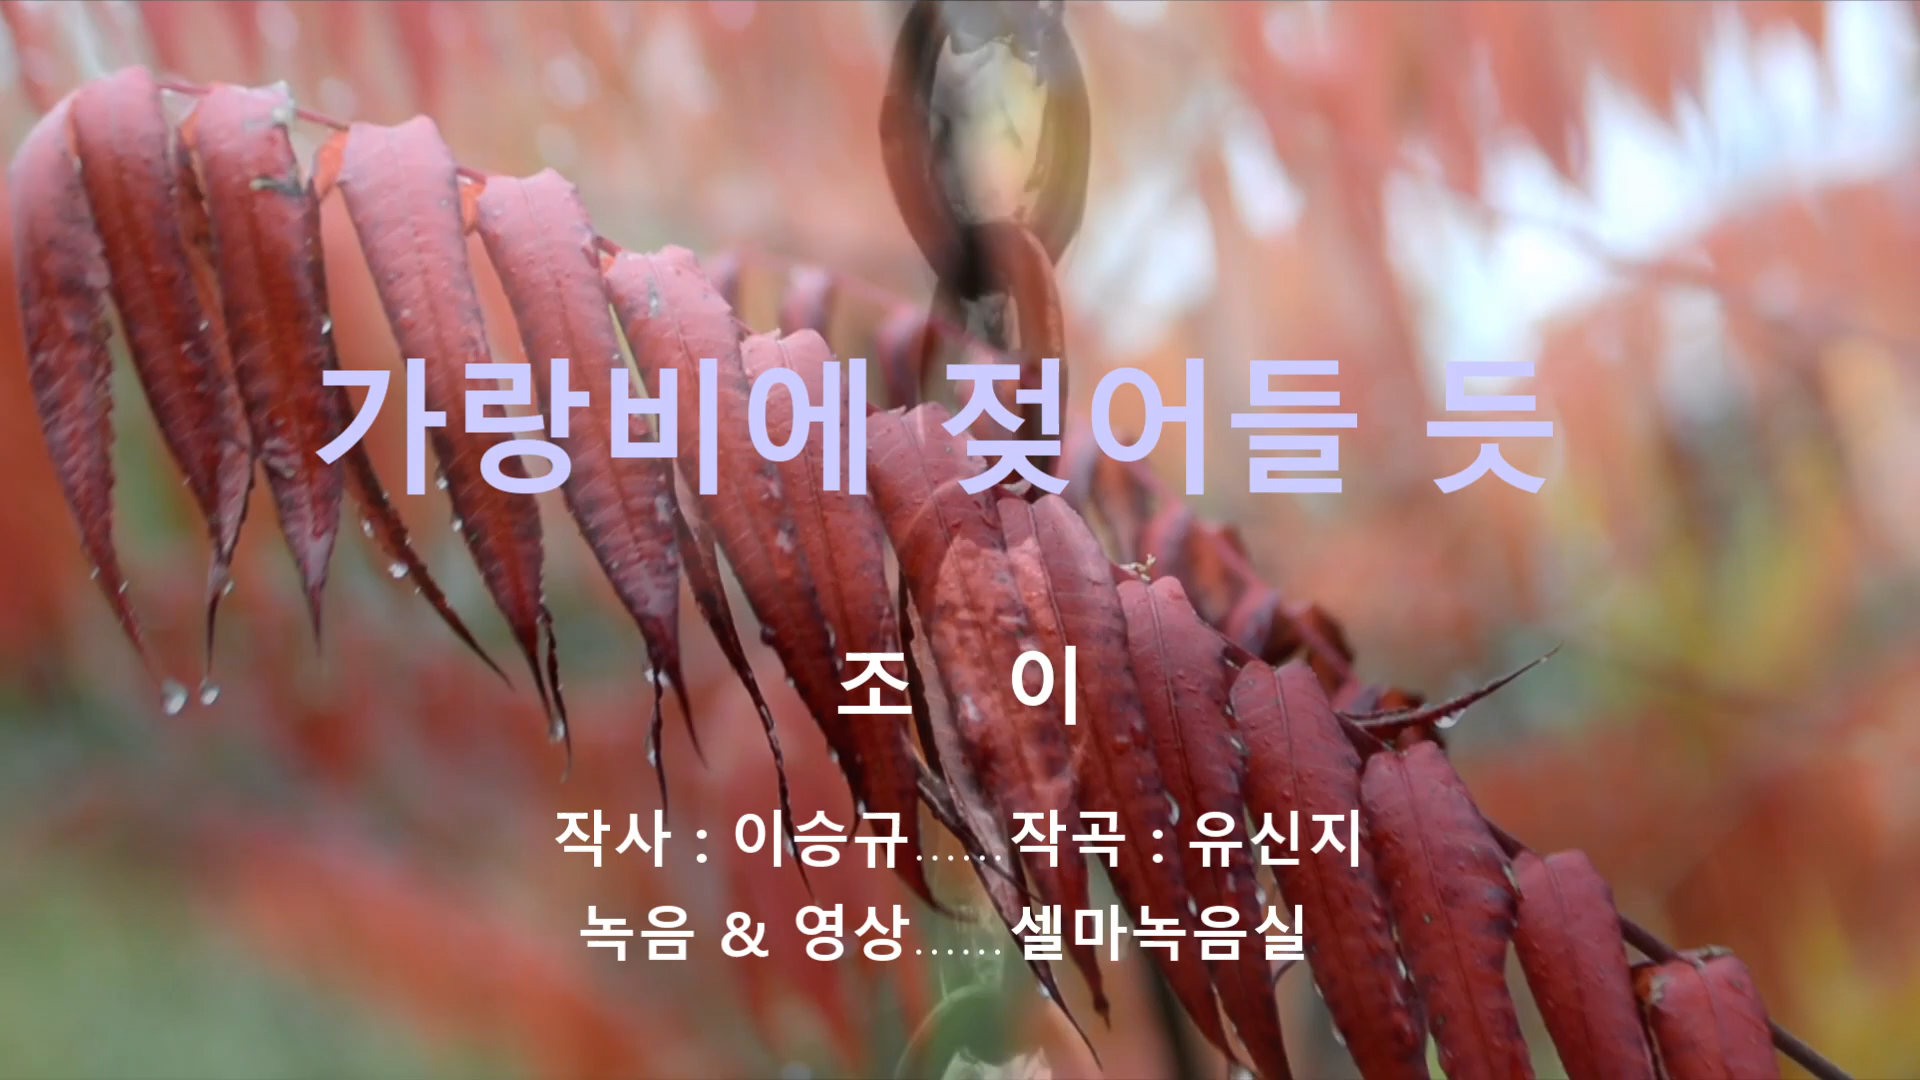 가랑비에 젖어들 듯
조 이
작사 : 이승규......작곡 : 유신지
녹음 & 영상......셀마녹음실